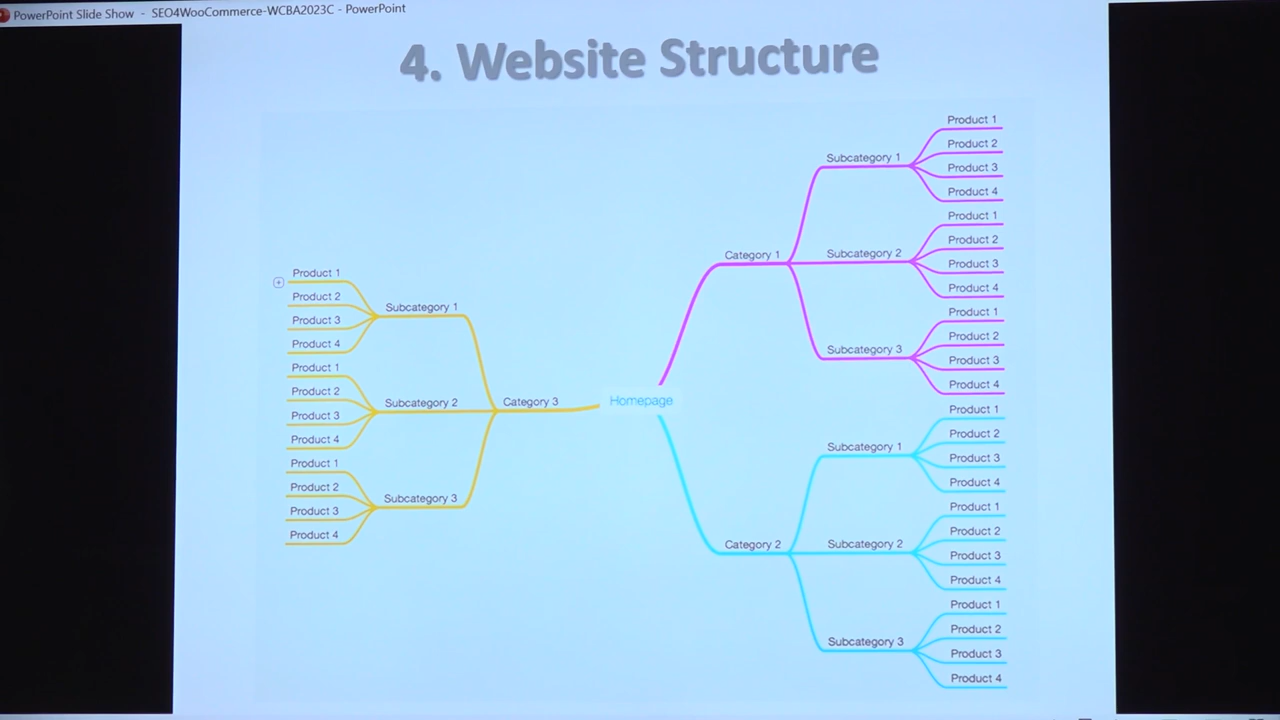 PowerPoint Slide Show - SEO4WooCommerce-WCBA2023C - PowerPoint
4. Website Structure
Homepage
Category 1
Subcategory 1
Product 1
Product 2
Product 3
Product 4
Subcategory 2
Product 1
Product 2
Product 3
Product 4
Subcategory 3
Product 1
Product 2
Product 3
Product 4
Category 2
Subcategory 1
Product 1
Product 2
Product 3
Product 4
Subcategory 2
Product 1
Product 2
Product 3
Product 4
Subcategory 3
Product 1
Product 2
Product 3
Product 4
Category 3
Subcategory 1
Product 1
Product 2
Product 3
Product 4
Subcategory 2
Product 1
Product 2
Product 3
Product 4
Subcategory 3
Product 1
Product 2
Product 3
Product 4